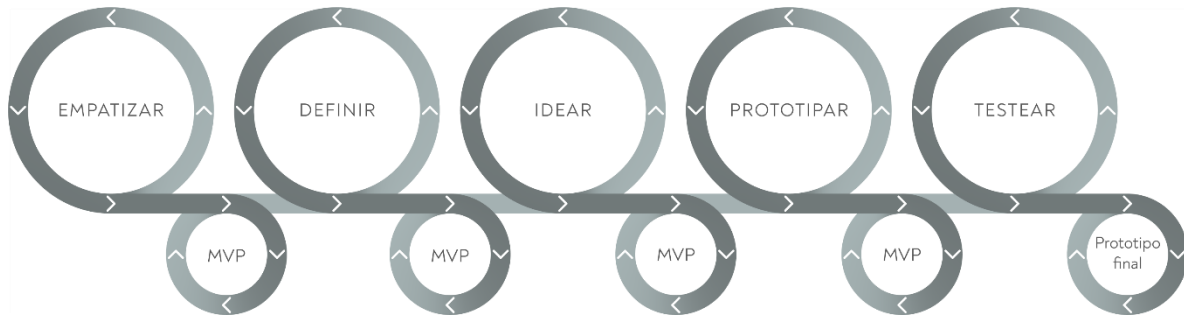 EMPATIZAR
DEFINIR
IDEAR
PROTOTIPAR
TESTEAR
MVP
MVP
MVP
MVP
Prototipo
final